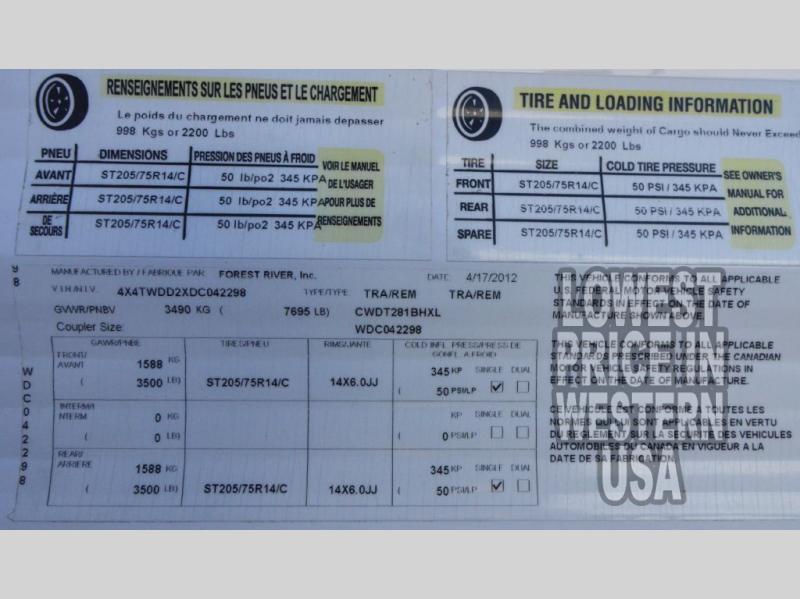 RENSEIGNEMENTS SUR LES PNEUS ET LE CHARGEMENT
Le poids du chargement ne doit jamais depasser
998 Kgs or 2200 Lbs
PNEU DIMENSIONS PRESSION DES PNEUS À FROID
AVANT ST205/75R14/C 50 lb/po2 345 KPA
ARRIÈRE ST205/75R14/C 50 lb/po2 345 KPA
DE SECOURS ST205/75R14/C 50 lb/po2 345 KPA
VOIR LE MANUEL
DE L'USAGER
POUR PLUS DE
RENSEIGNEMENTS
TIRE AND LOADING INFORMATION
The combined weight of Cargo should Never Exceed
998 Kgs or 2200 Lbs
TIRE SIZE COLD TIRE PRESSURE
FRONT ST205/75R14/C 50 PSI / 345 KPA
REAR ST205/75R14/C 50 PSI / 345 KPA
SPARE ST205/75R14/C 50 PSI / 345 KPA
SEE OWNER'S
MANUAL FOR
ADDITIONAL
INFORMATION
MANUFACTURED BY / FABRIQUE PAR: FOREST RIVER, Inc. DATE: 4/17/2012
V.I.N./N.I.V. 4X4TWDD2XDC042298 TYPE/TYPE: TRA/REM TRA/REM
GVWR/PNBV 3490 KG ( 7695 LB) CWDT281BHXL
Coupler Size: WDC042298
GAWR/PNBE TIRES/PNEU RIMS/JANTE COLD INFL. PRESS/PRESS DE
GONFL A FROID
FRONT/
AVANT 1588 KG 345 KP SINGLE DUAL
( 3500 LB) ST205/75R14/C 14X6.0JJ ( 50 PSI/LP
INTERM/
NTERM 0 KG KP SINGLE DUAL
( 0 LB) 0 PSI/LP
REAR/
ARRIERE 1588 KG 345 KP SINGLE DUAL
( 3500 LB) ST205/75R14/C 14X6.0JJ ( 50 PSI/LP
WDC042298
98
THIS VEHICLE CONFORMS TO ALL APPLICABLE
U.S. FEDERAL MOTOR VEHICLE SAFETY
STANDARDS IN EFFECT ON THE DATE OF
MANUFACTURE SHOWN ABOVE.
THIS VEHICLE CONFORMS TO ALL APPLICABLE
STANDARDS PRESCRIBED UNDER THE CANADIAN
MOTOR VEHICLE SAFETY REGULATIONS IN
EFFECT ON THE DATE OF MANUFACTURE.
CE VEHICULE EST CONFORME A TOUTES LES
NORMES QUI LUI SONT APPLICABLES EN VERTU
DU REGLEMENT SUR LA SECURITE DES VEHICULES
AUTOMOBILES DU CANADA EN VIGUEUR A LA
DATE DE SA FABRICATION.
LOWEST
PRICE IN
WESTERN
USA